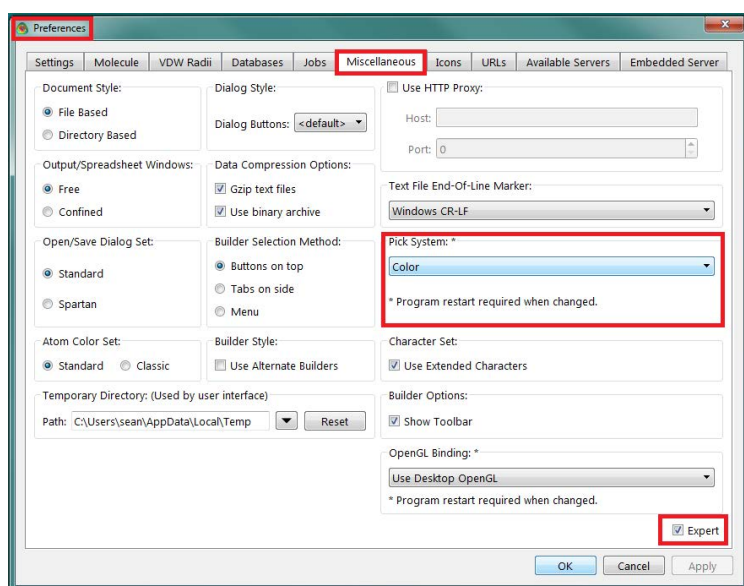 Preferences
Settings Molecule VDW Radii Databases Jobs Miscellaneous Icons URLs Available Servers Embedded Server
Document Style:
File Based
Directory Based
Dialog Style:
Dialog Buttons: <default>
Use HTTP Proxy:
Host:
Port: 0
Output/Spreadsheet Windows:
Free
Confined
Data Compression Options:
Gzip text files
Use binary archive
Text File End-Of-Line Marker:
Windows CR-LF
Open/Save Dialog Set:
Standard
Spartan
Builder Selection Method:
Buttons on top
Tabs on side
Menu
Pick System: *
Color
* Program restart required when changed.
Atom Color Set:
Standard Classic
Builder Style:
Use Alternate Builders
Character Set:
Use Extended Characters
Temporary Directory: (Used by user interface)
Path: C:\Users\sean\AppData\Local\Temp Reset
Builder Options:
Show Toolbar
OpenGL Binding: *
Use Desktop OpenGL
* Program restart required when changed.
Expert
OK Cancel Apply